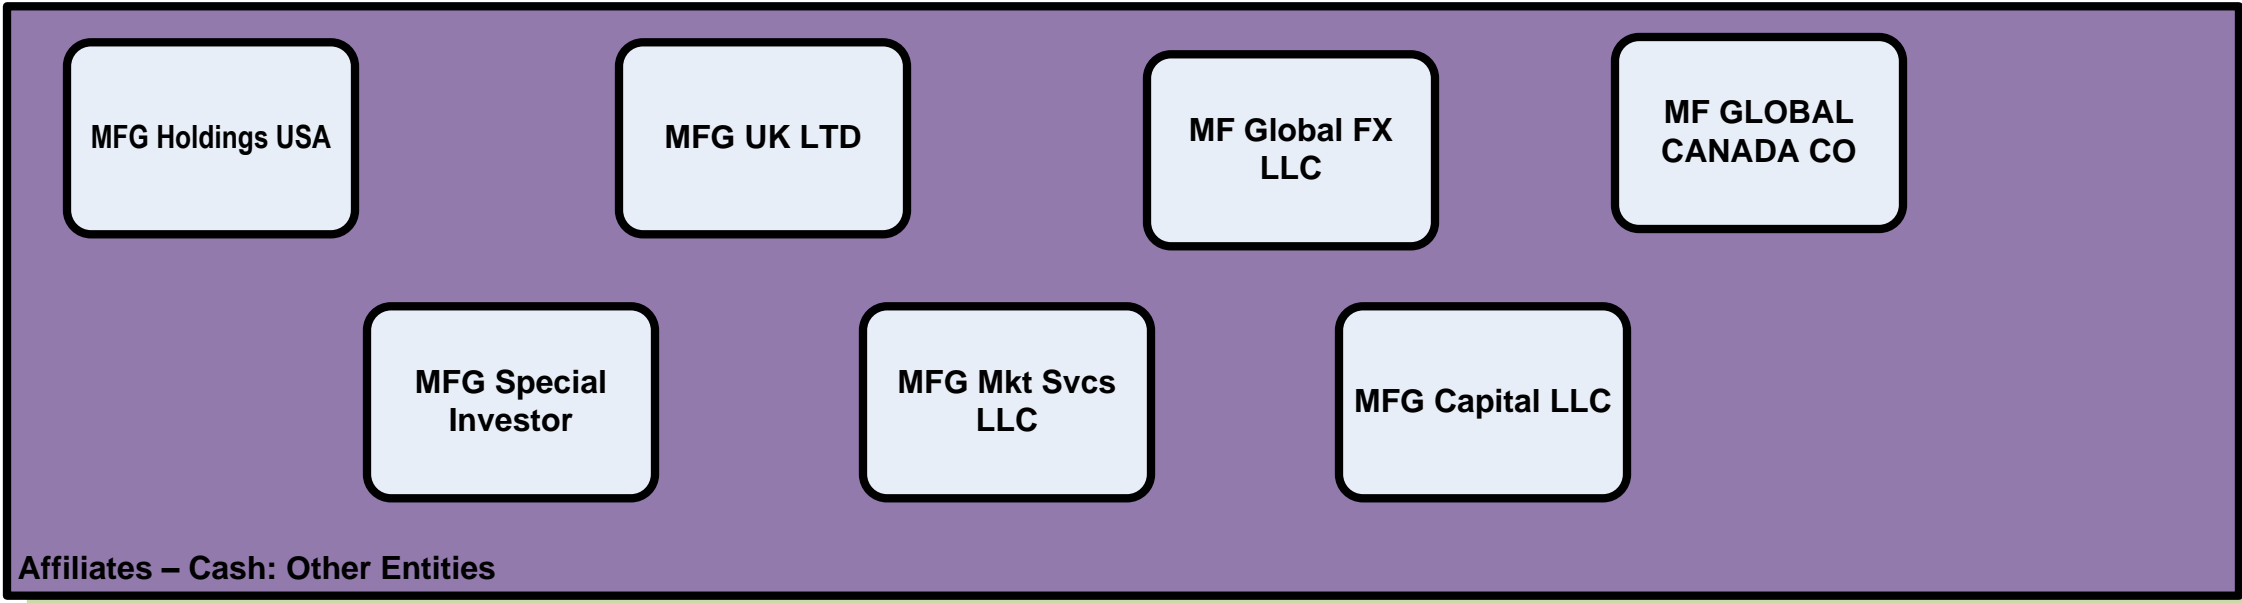 MFG Holdings USA
MFG UK LTD
MF Global FX
LLC
MF GLOBAL
CANADA CO
MFG Special
Investor
MFG Mkt Svcs
LLC
MFG Capital LLC
Affiliates – Cash: Other Entities